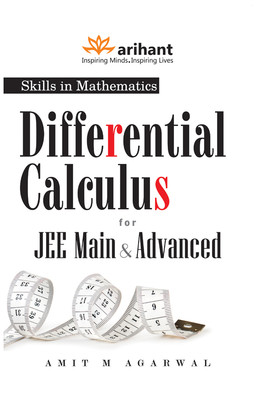 arihant
Inspiring Minds.Inspiring Lives
Skills in Mathematics
Differential
Calculus
for
JEE Main & Advanced
AMIT M AGARWAL